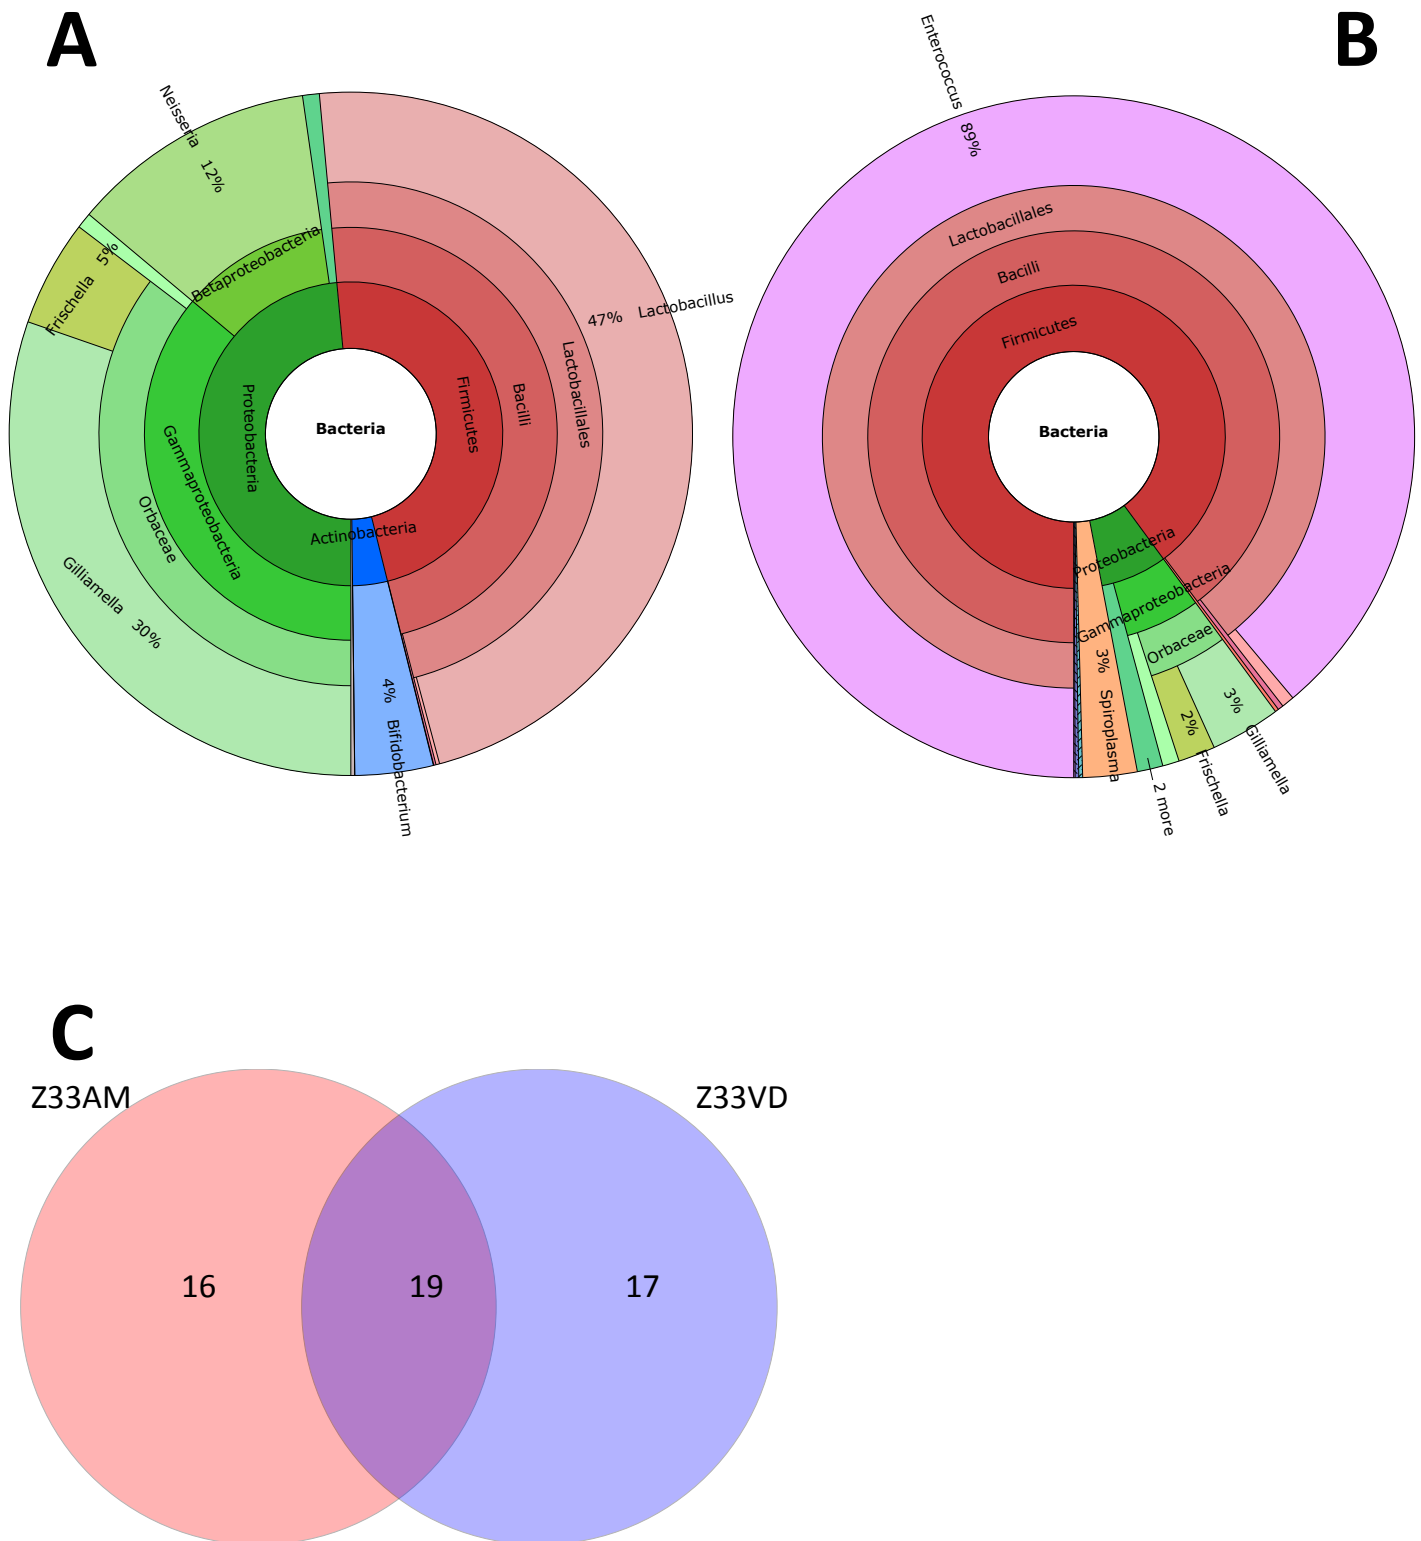 A
B
Neisseria 12%
Betaproteobacteria
Frischella 5%
Proteobacteria
Gammaproteobacteria
Orbaceae
Gilliamella 30%
Bacteria
Actinobacteria
4% Bifidobacterium
Firmicutes
Bacilli
Lactobacillales
47% Lactobacillus
Enterococcus 89%
Lactobacillales
Bacilli
Firmicutes
Bacteria
Proteobacteria
Gammaproteobacteria
Orbaceae
3% Spiroplasma
2 more
2% Frischella
3% Gilliamella
C
Z33AM
Z33VD
16
19
17